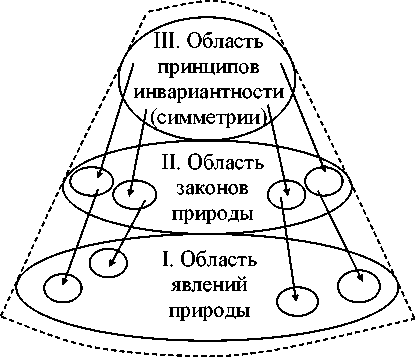 III. Область
принципов
инвариантности
(симметрии)
II. Область
законов
природы
I. Область
явлений
природы